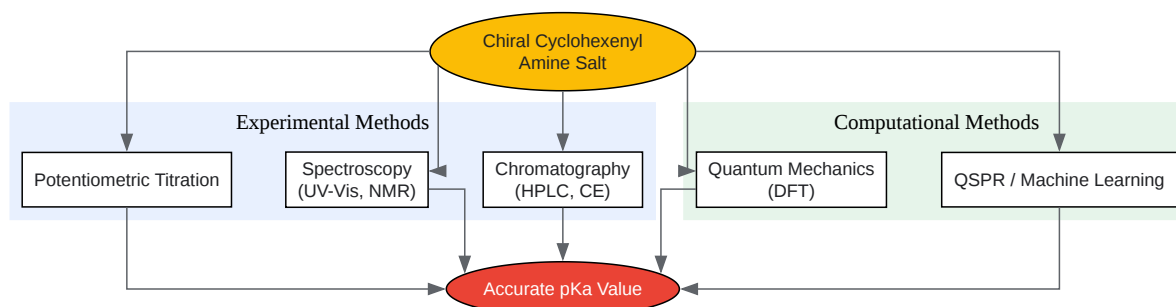 Chiral Cyclohexenyl
Amine Salt
Experimental Methods
Computational Methods
Potentiometric Titration
Spectroscopy
(UV-Vis, NMR)
Chromatography
(HPLC, CE)
Quantum Mechanics
(DFT)
QSPR / Machine Learning
Accurate pKa Value